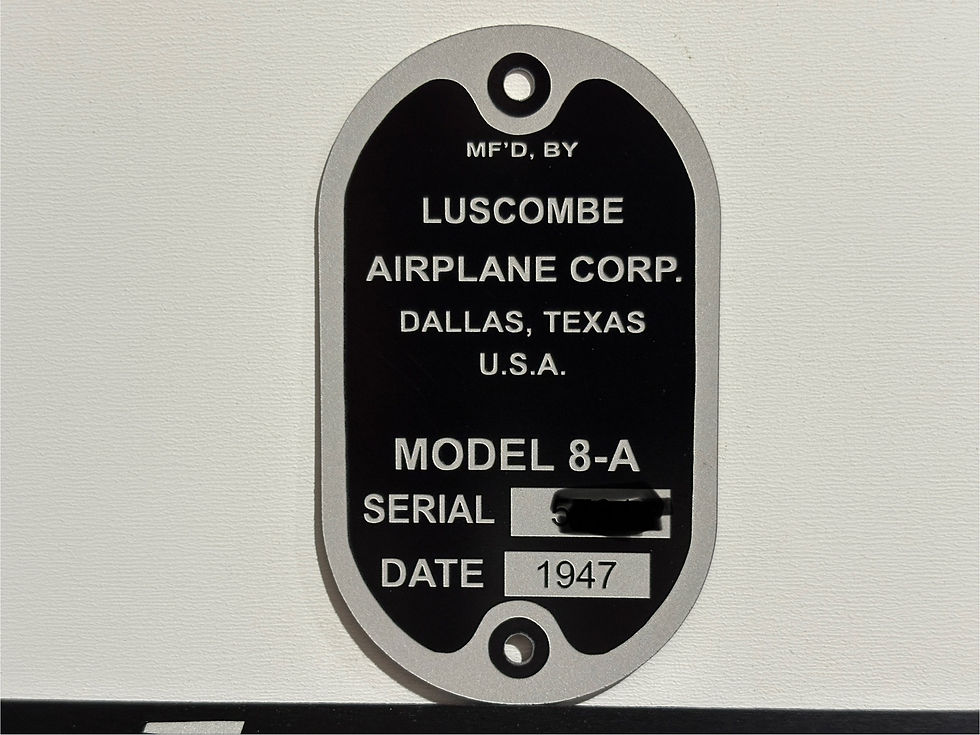 MF'D, BY
LUSCOMBE
AIRPLANE CORP.
DALLAS, TEXAS
U.S.A.
MODEL 8-A
SERIAL
DATE 1947